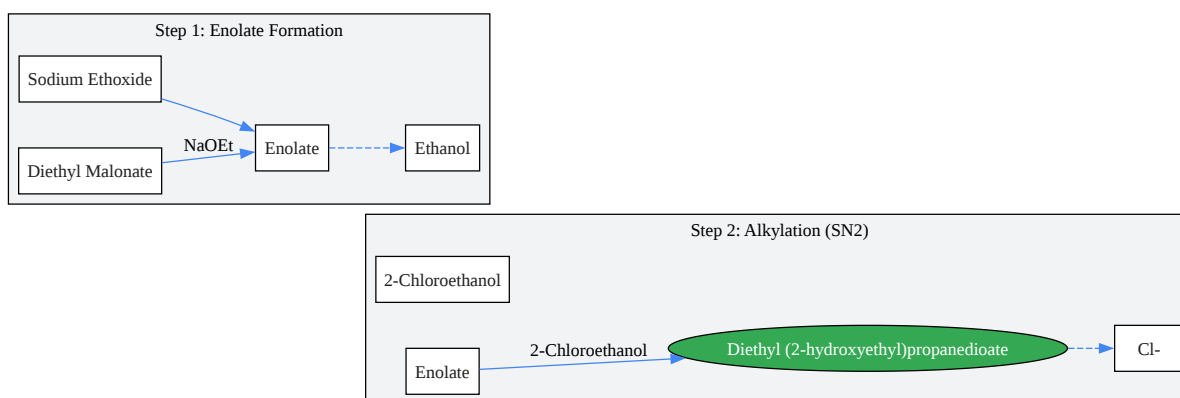 Step 1: Enolate Formation
Sodium Ethoxide
NaOEt
Enolate
Ethanol
Diethyl Malonate
Step 2: Alkylation (SN2)
2-Chloroethanol
2-Chloroethanol
Diethyl (2-hydroxyethyl)propanedioate
Cl-
Enolate